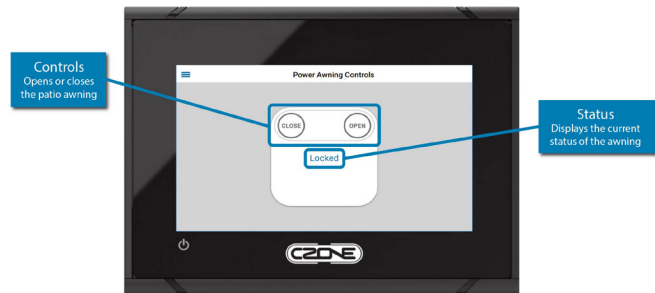 Controls
Opens or closes
the patio awning
Power Awning Controls
CLOSE
OPEN
Locked
Status
Displays the current
status of the awning
CZONE